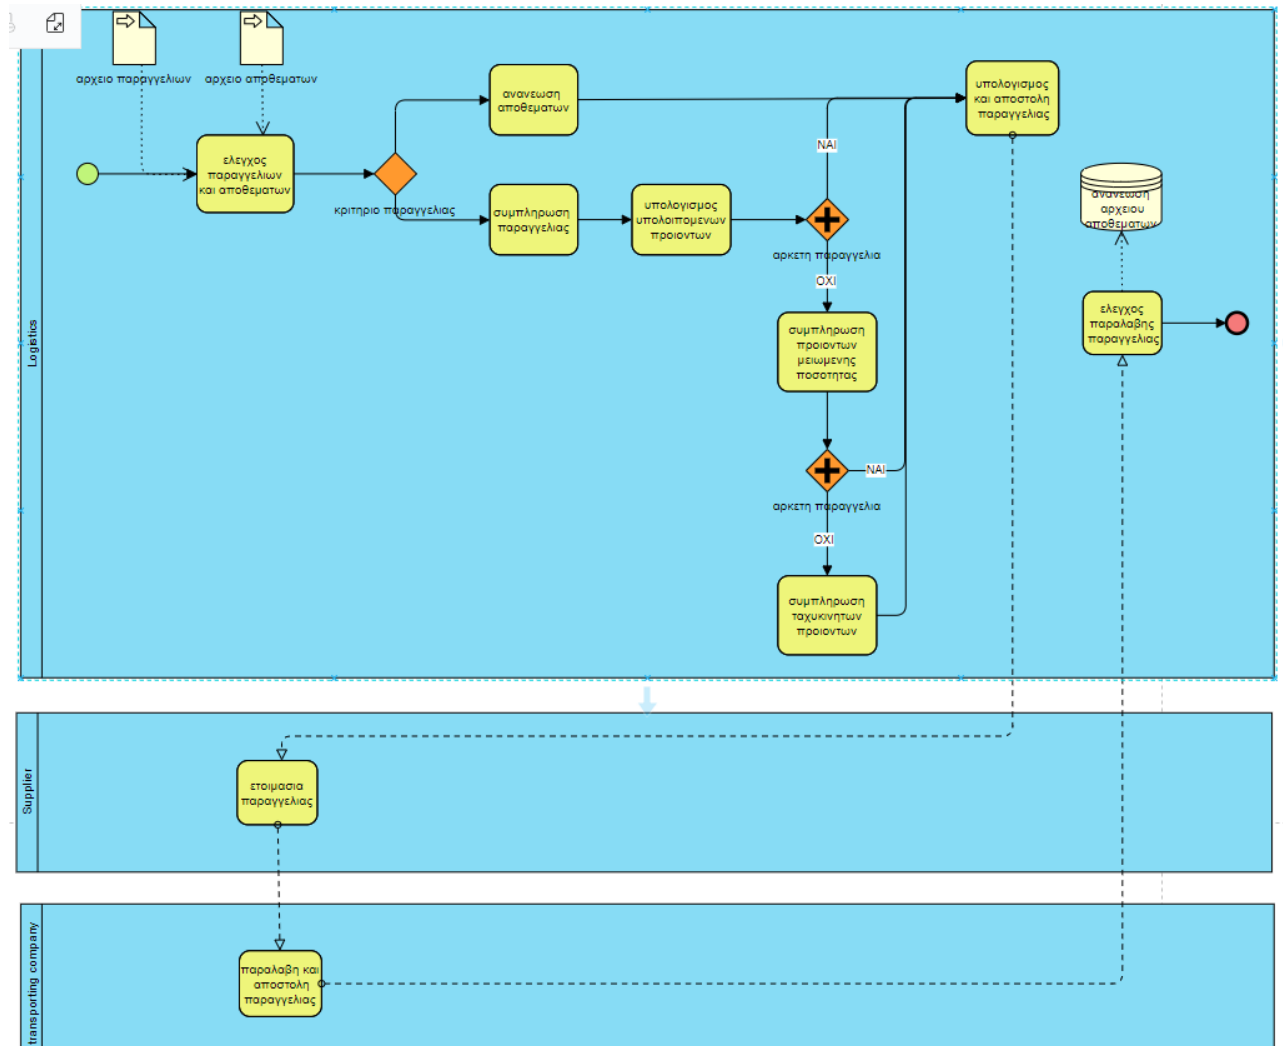 αρχειο παραγγελιων
αρχειο αποθεματων
ελεγχος
παραγγελιων
και αποθεματων
κριτηριο παραγγελιας
ανανεωση
αποθεματων
συμπληρωση
παραγγελιας
υπολογισμος
υπολοιπομενων
προιοντων
ΝΑΙ
αρκετη παραγγελια
ΟΧΙ
συμπληρωση
προιοντων
μειωμενης
ποσοτητας
ΝΑΙ
αρκετη παραγγελια
ΟΧΙ
συμπληρωση
ταχυκινητων
προιοντων
υπολογισμος
και αποστολη
παραγγελιας
ανανεωση
αρχειου
αποθεματων
ελεγχος
παραλαβης
παραγγελιας
Logistics
Supplier
ετοιμασια
παραγγελιας
transporting company
παραλαβη και
αποστολη
παραγγελιας